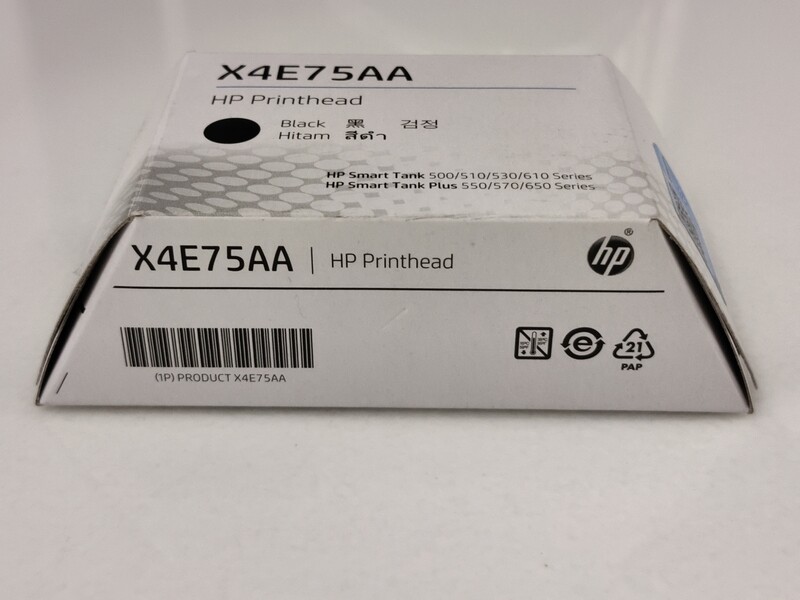 X4E75AA
HP Printhead
Black 黑 검정
Hitam สีดำ
HP Smart Tank 500/510/530/610 Series
HP Smart Tank Plus 550/570/650 Series
X4E75AA | HP Printhead
hp®
(1P) PRODUCT X4E75AA
e
21
PAP